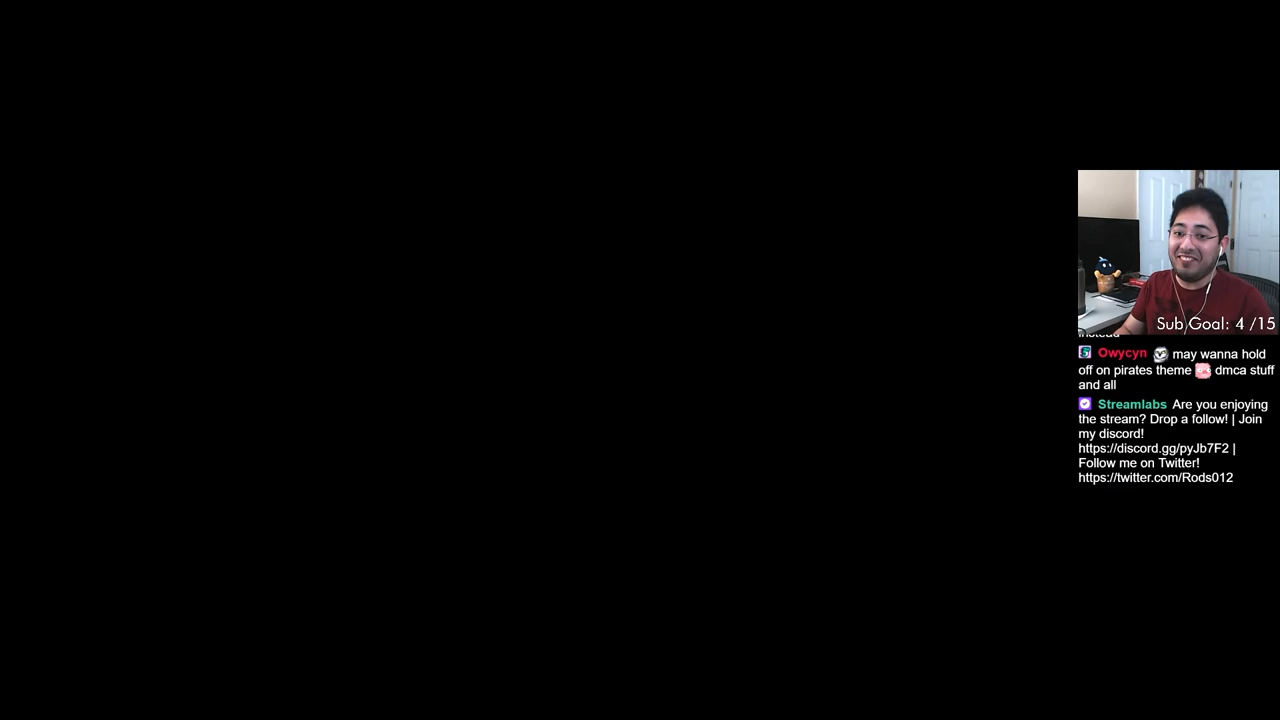 Sub Goal: 4 /15
instead
Owycyn may wanna hold
off on pirates theme dmca stuff
and all
Streamlabs Are you enjoying
the stream? Drop a follow! | Join
my discord!
https://discord.gg/pyJb7F2 |
Follow me on Twitter!
https://twitter.com/Rods012